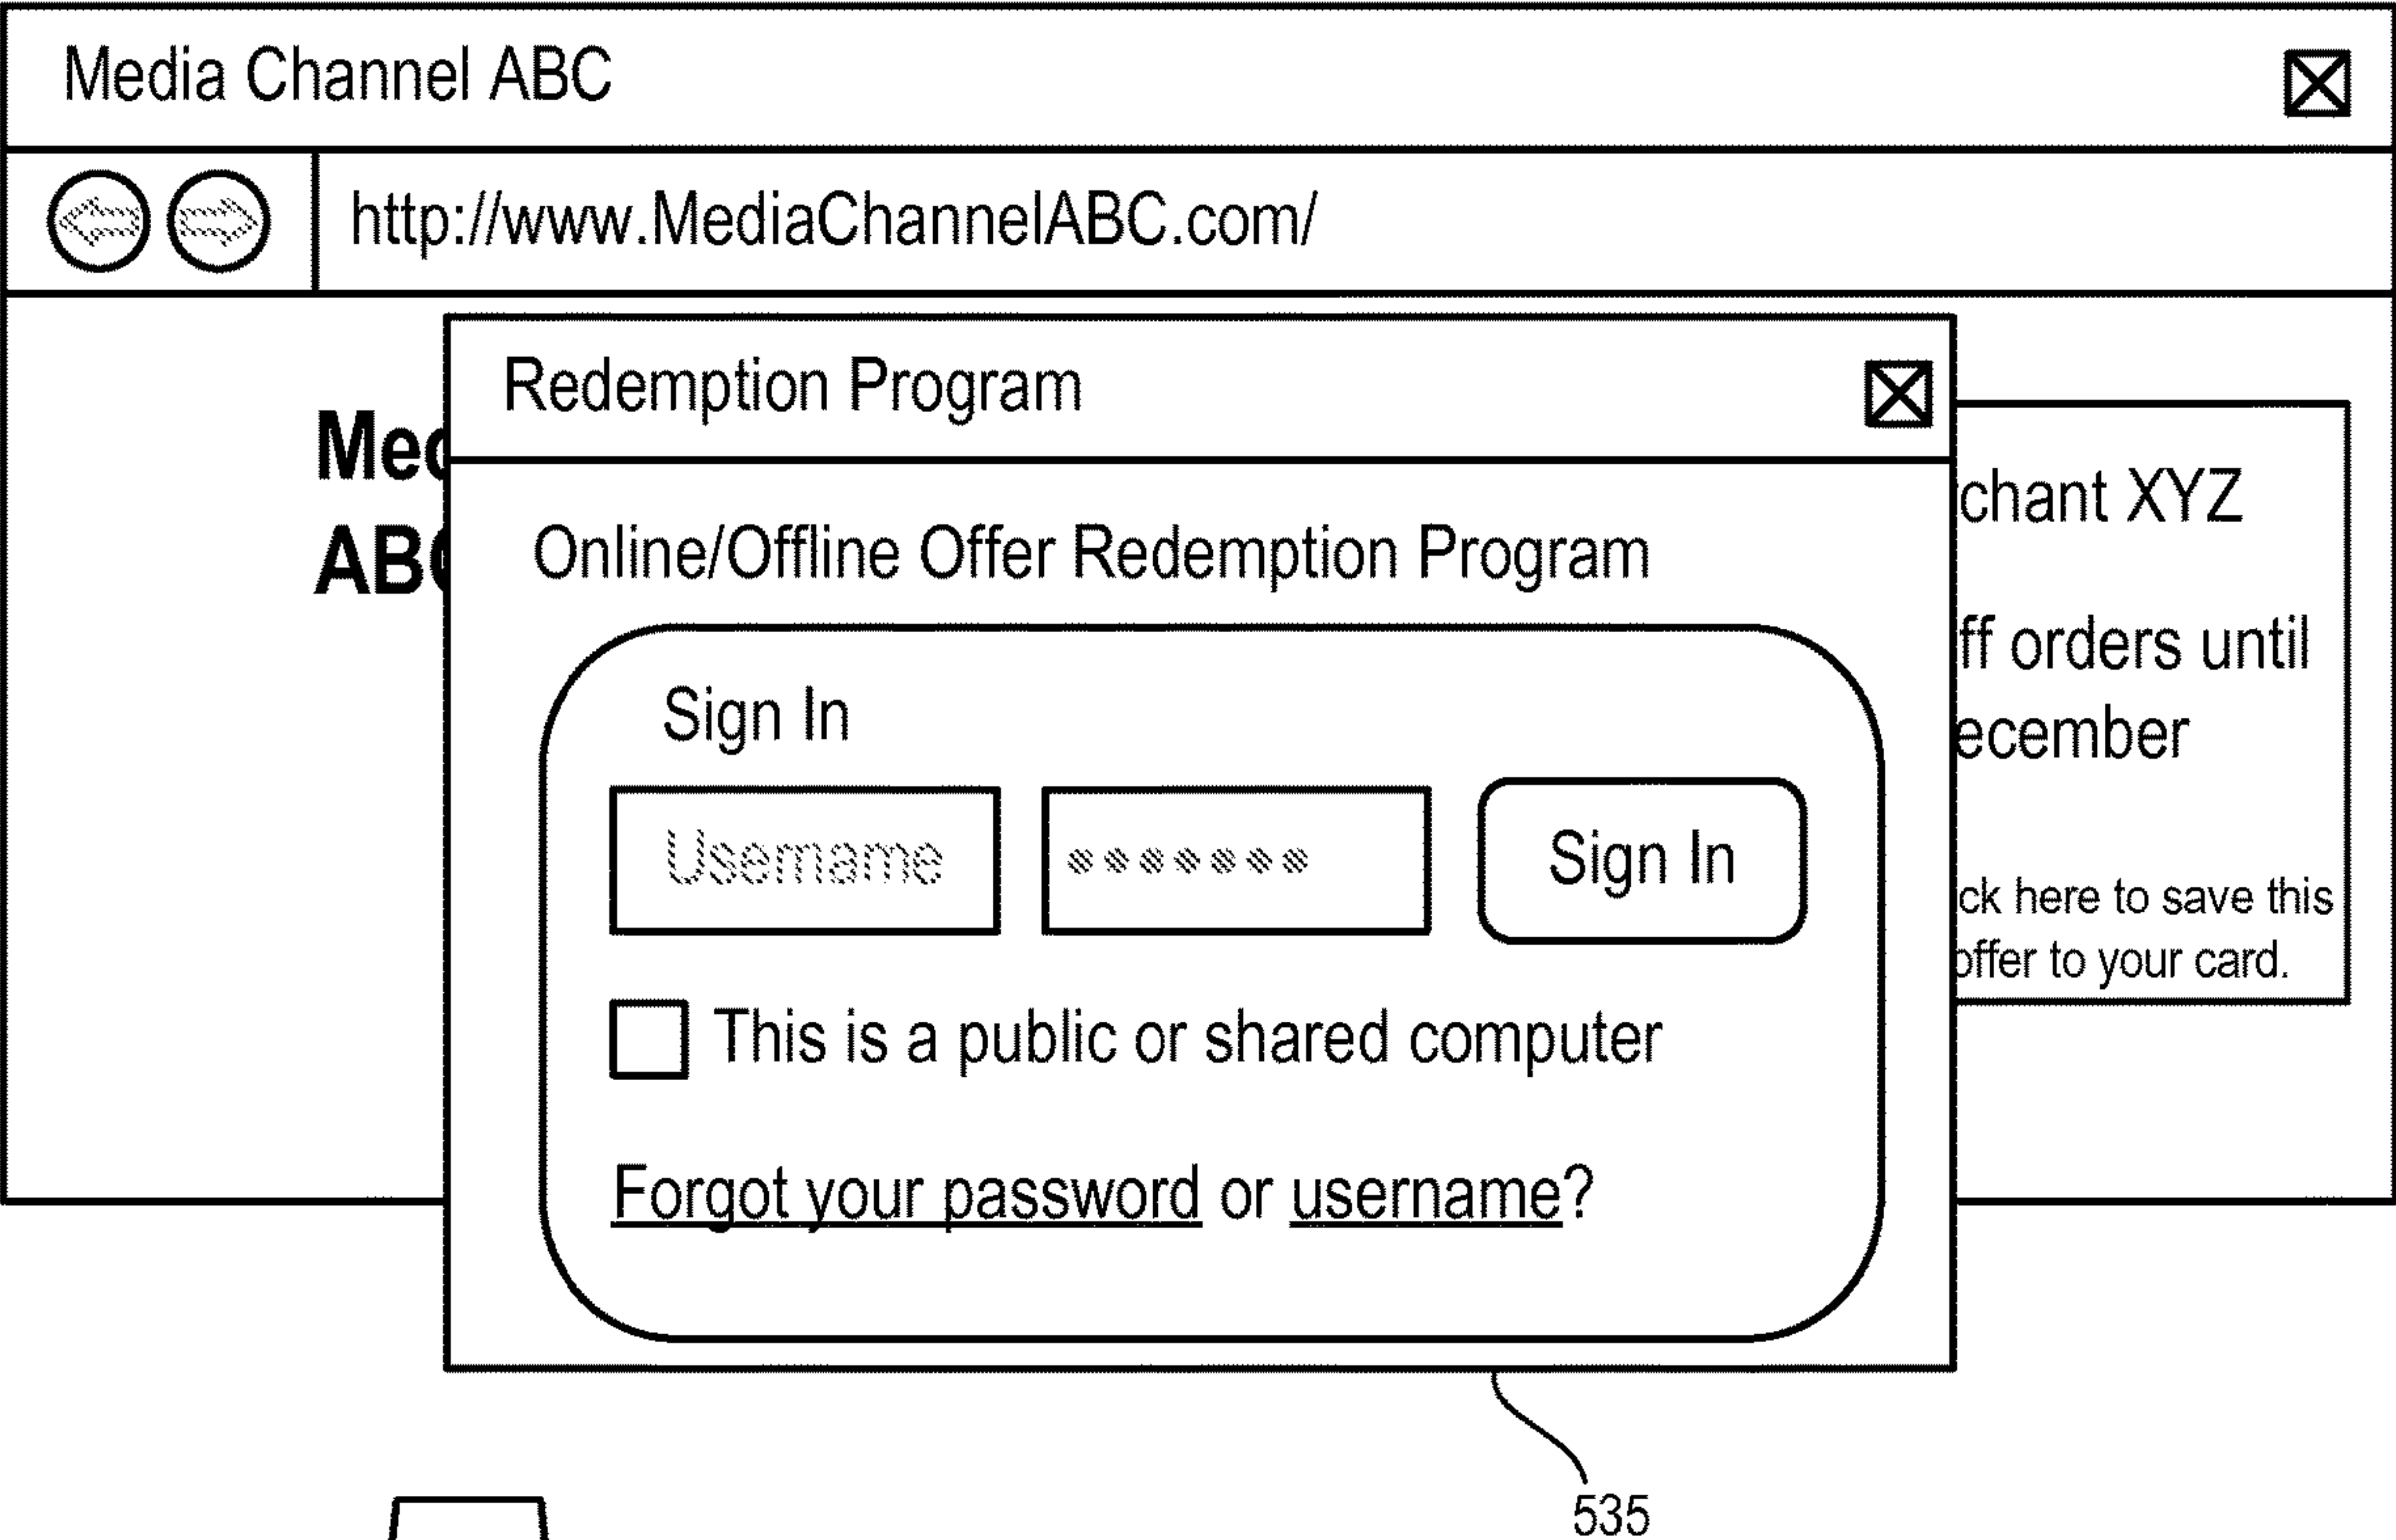 Media Channel ABC
http://www.MediaChannelABC.com/
Redemption Program
Online/Offline Offer Redemption Program
Sign In
Username ••••••• Sign In
This is a public or shared computer
Forgot your password or username?
chant XYZ
ff orders until
ecember
ck here to save this
offer to your card.
535